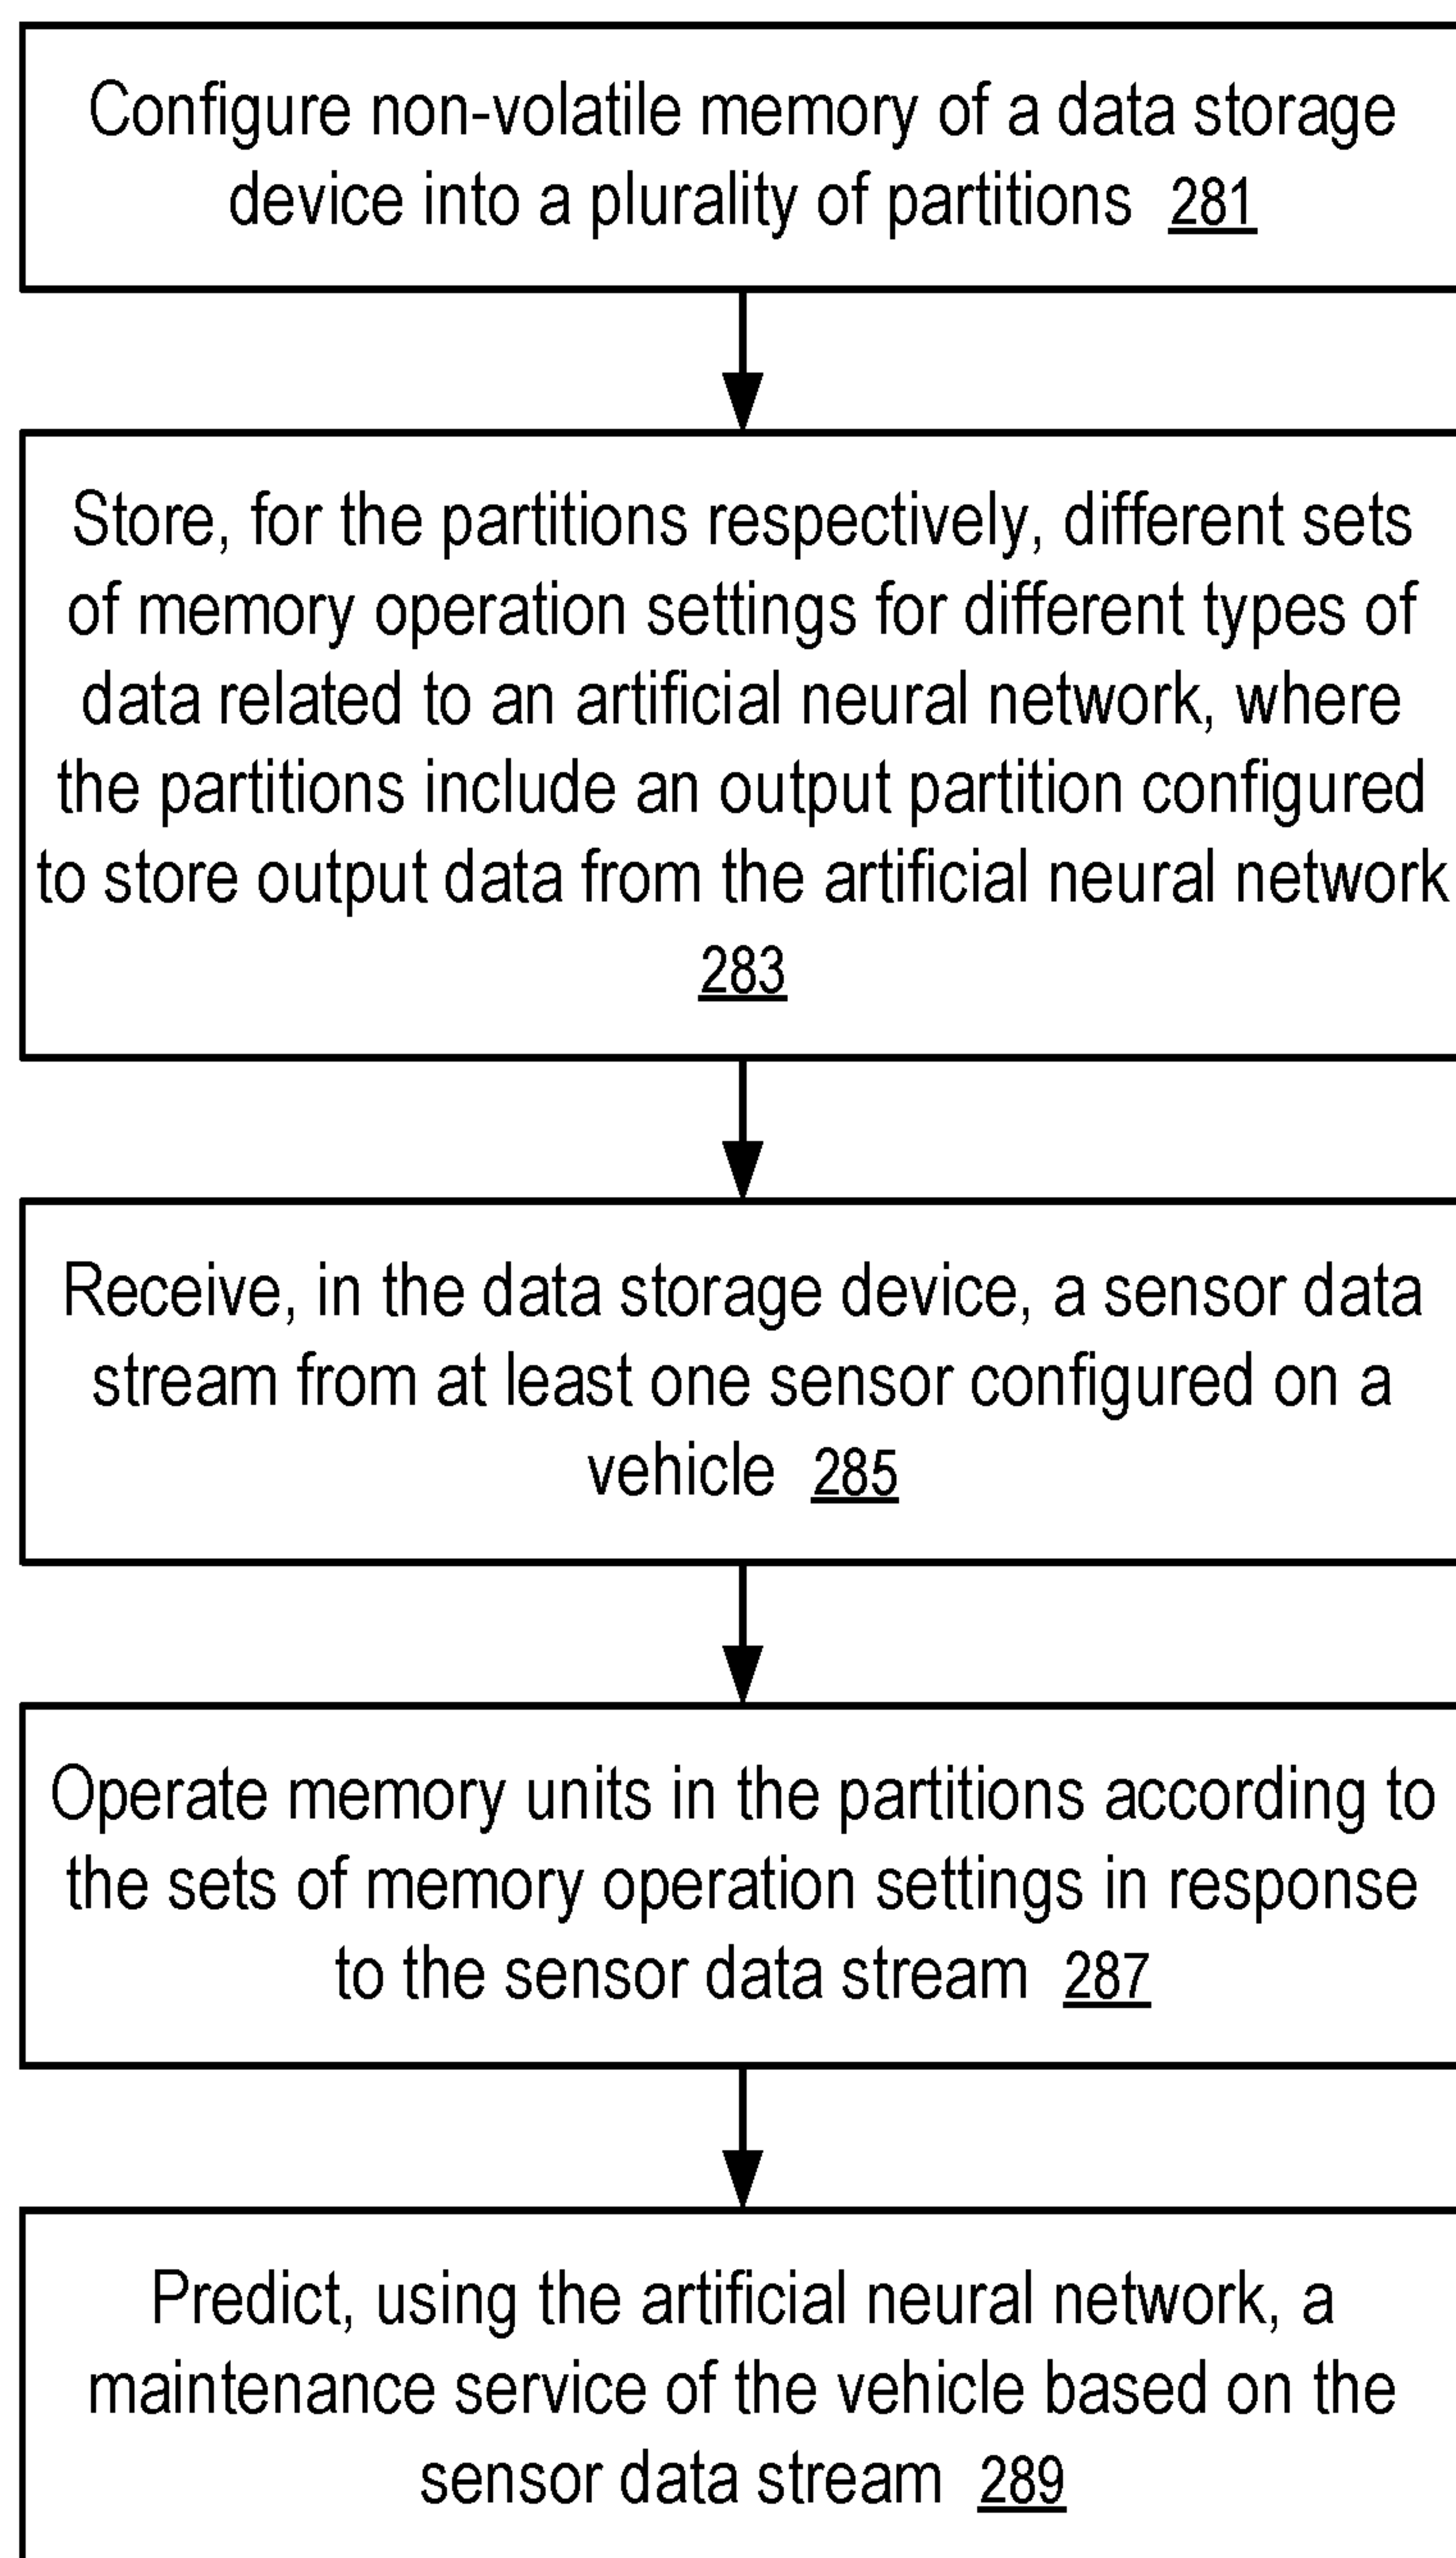 Configure non-volatile memory of a data storage
device into a plurality of partitions 281
Store, for the partitions respectively, different sets
of memory operation settings for different types of
data related to an artificial neural network, where
the partitions include an output partition configured
to store output data from the artificial neural network
283
Receive, in the data storage device, a sensor data
stream from at least one sensor configured on a
vehicle 285
Operate memory units in the partitions according to
the sets of memory operation settings in response
to the sensor data stream 287
Predict, using the artificial neural network, a
maintenance service of the vehicle based on the
sensor data stream 289